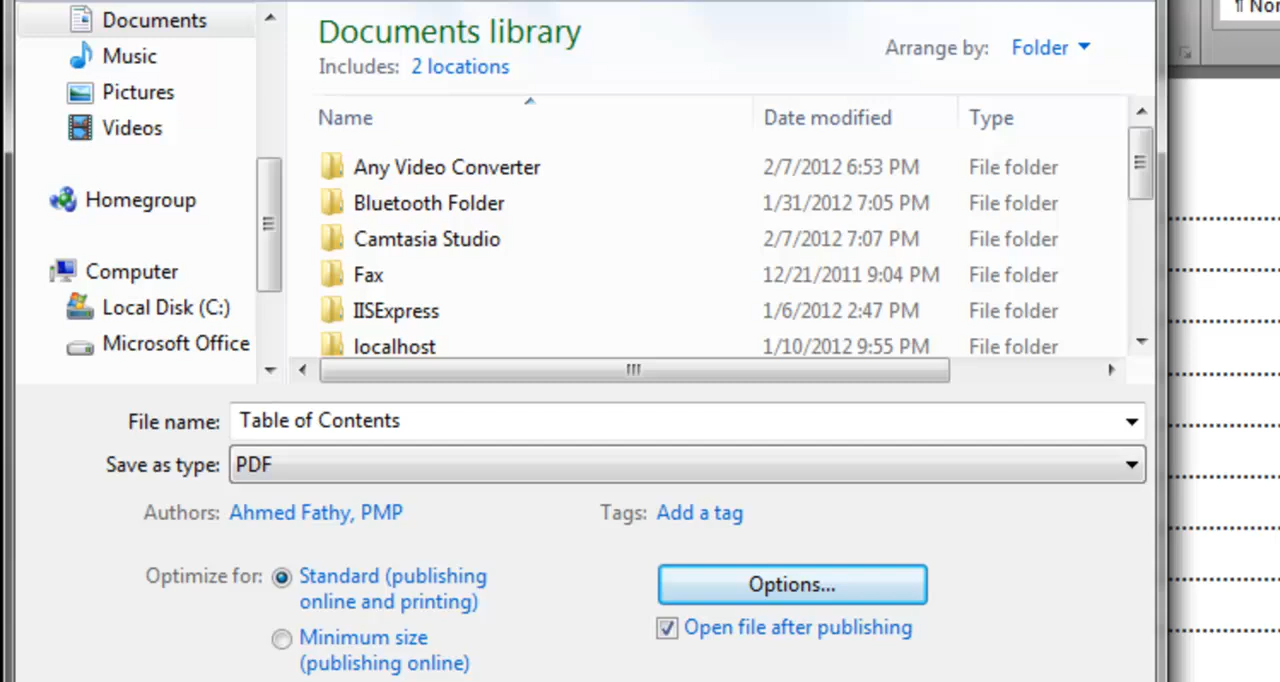 Documents
Music
Pictures
Videos
Homegroup
Computer
Local Disk (C:)
Microsoft Office
Documents library
Includes: 2 locations
Arrange by: Folder
Name Date modified Type
Any Video Converter 2/7/2012 6:53 PM File folder
Bluetooth Folder 1/31/2012 7:05 PM File folder
Camtasia Studio 2/7/2012 7:07 PM File folder
Fax 12/21/2011 9:04 PM File folder
IISExpress 1/6/2012 2:47 PM File folder
localhost 1/10/2012 9:55 PM File folder
File name: Table of Contents
Save as type: PDF
Authors: Ahmed Fathy, PMP Tags: Add a tag
Optimize for: Standard (publishing
online and printing)
Minimum size
(publishing online)
Options...
Open file after publishing